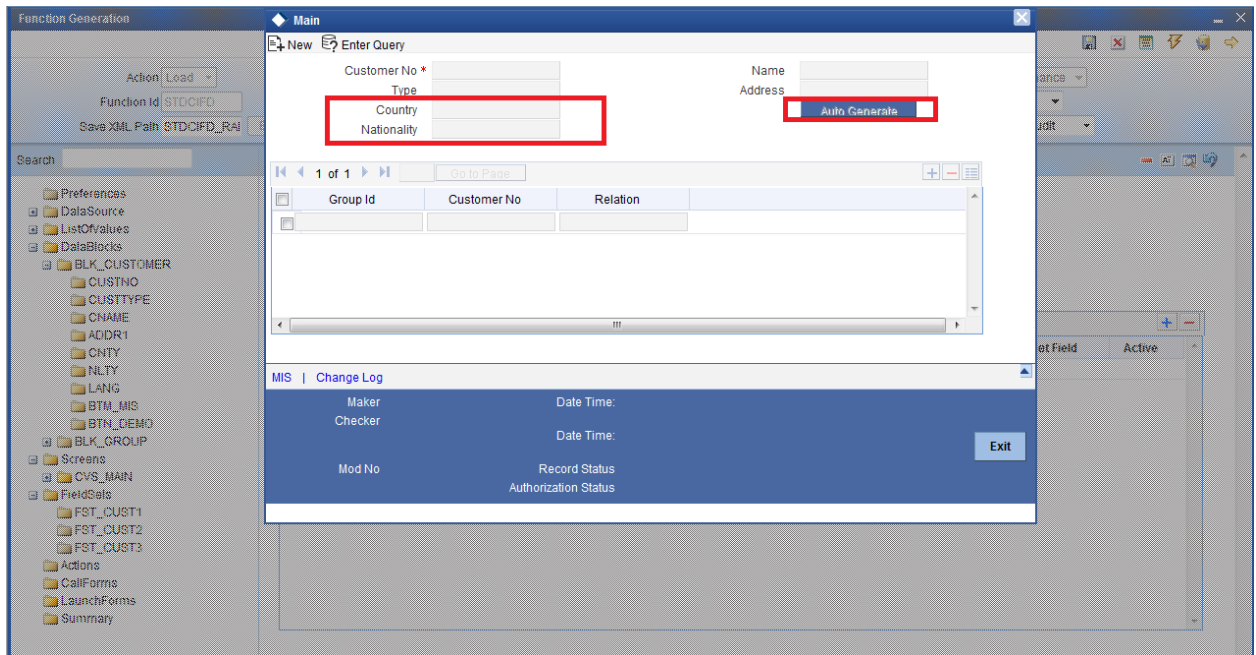 Function Generation
Main
New Enter Query
Action Load
Function Id STDCIFD
Save XML Path STDCIFD_RAI
Customer No *
Type
Country
Nationality
Name
Address
Auto Generate
Search
1 of 1 Go to Page
Group Id Customer No Relation
Preferences
DataSource
ListOfValues
DataBlocks
BLK_CUSTOMER
CUSTNO
CUSTTYPE
CNAME
ADDR1
CNTY
NLTY
LANG
BTM_MIS
BTN_DEMO
BLK_GROUP
Screens
CVS_MAIN
FieldSets
FST_CUST1
FST_CUST2
FST_CUST3
Actions
CallForms
LaunchForms
Summary
et Field Active
MIS | Change Log
Maker Date Time:
Checker
Date Time:
Mod No Record Status
Authorization Status
Exit